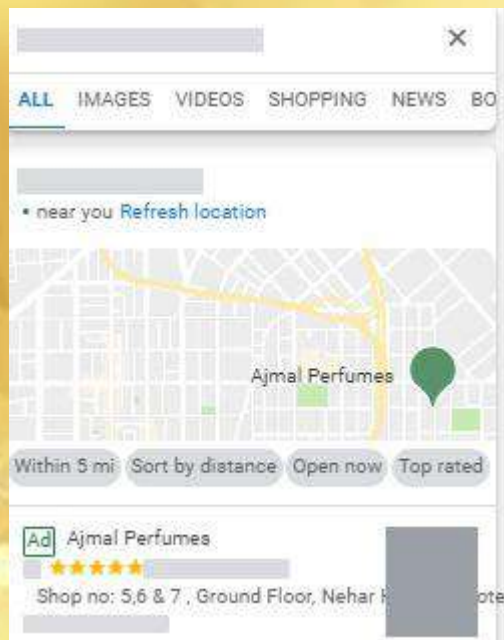 ALL IMAGES VIDEOS SHOPPING NEWS BO
• near you Refresh location
Ajmal Perfumes
Within 5 mi Sort by distance Open now Top rated
Ad Ajmal Perfumes
Shop no: 5,6 & 7 , Ground Floor, Nehar